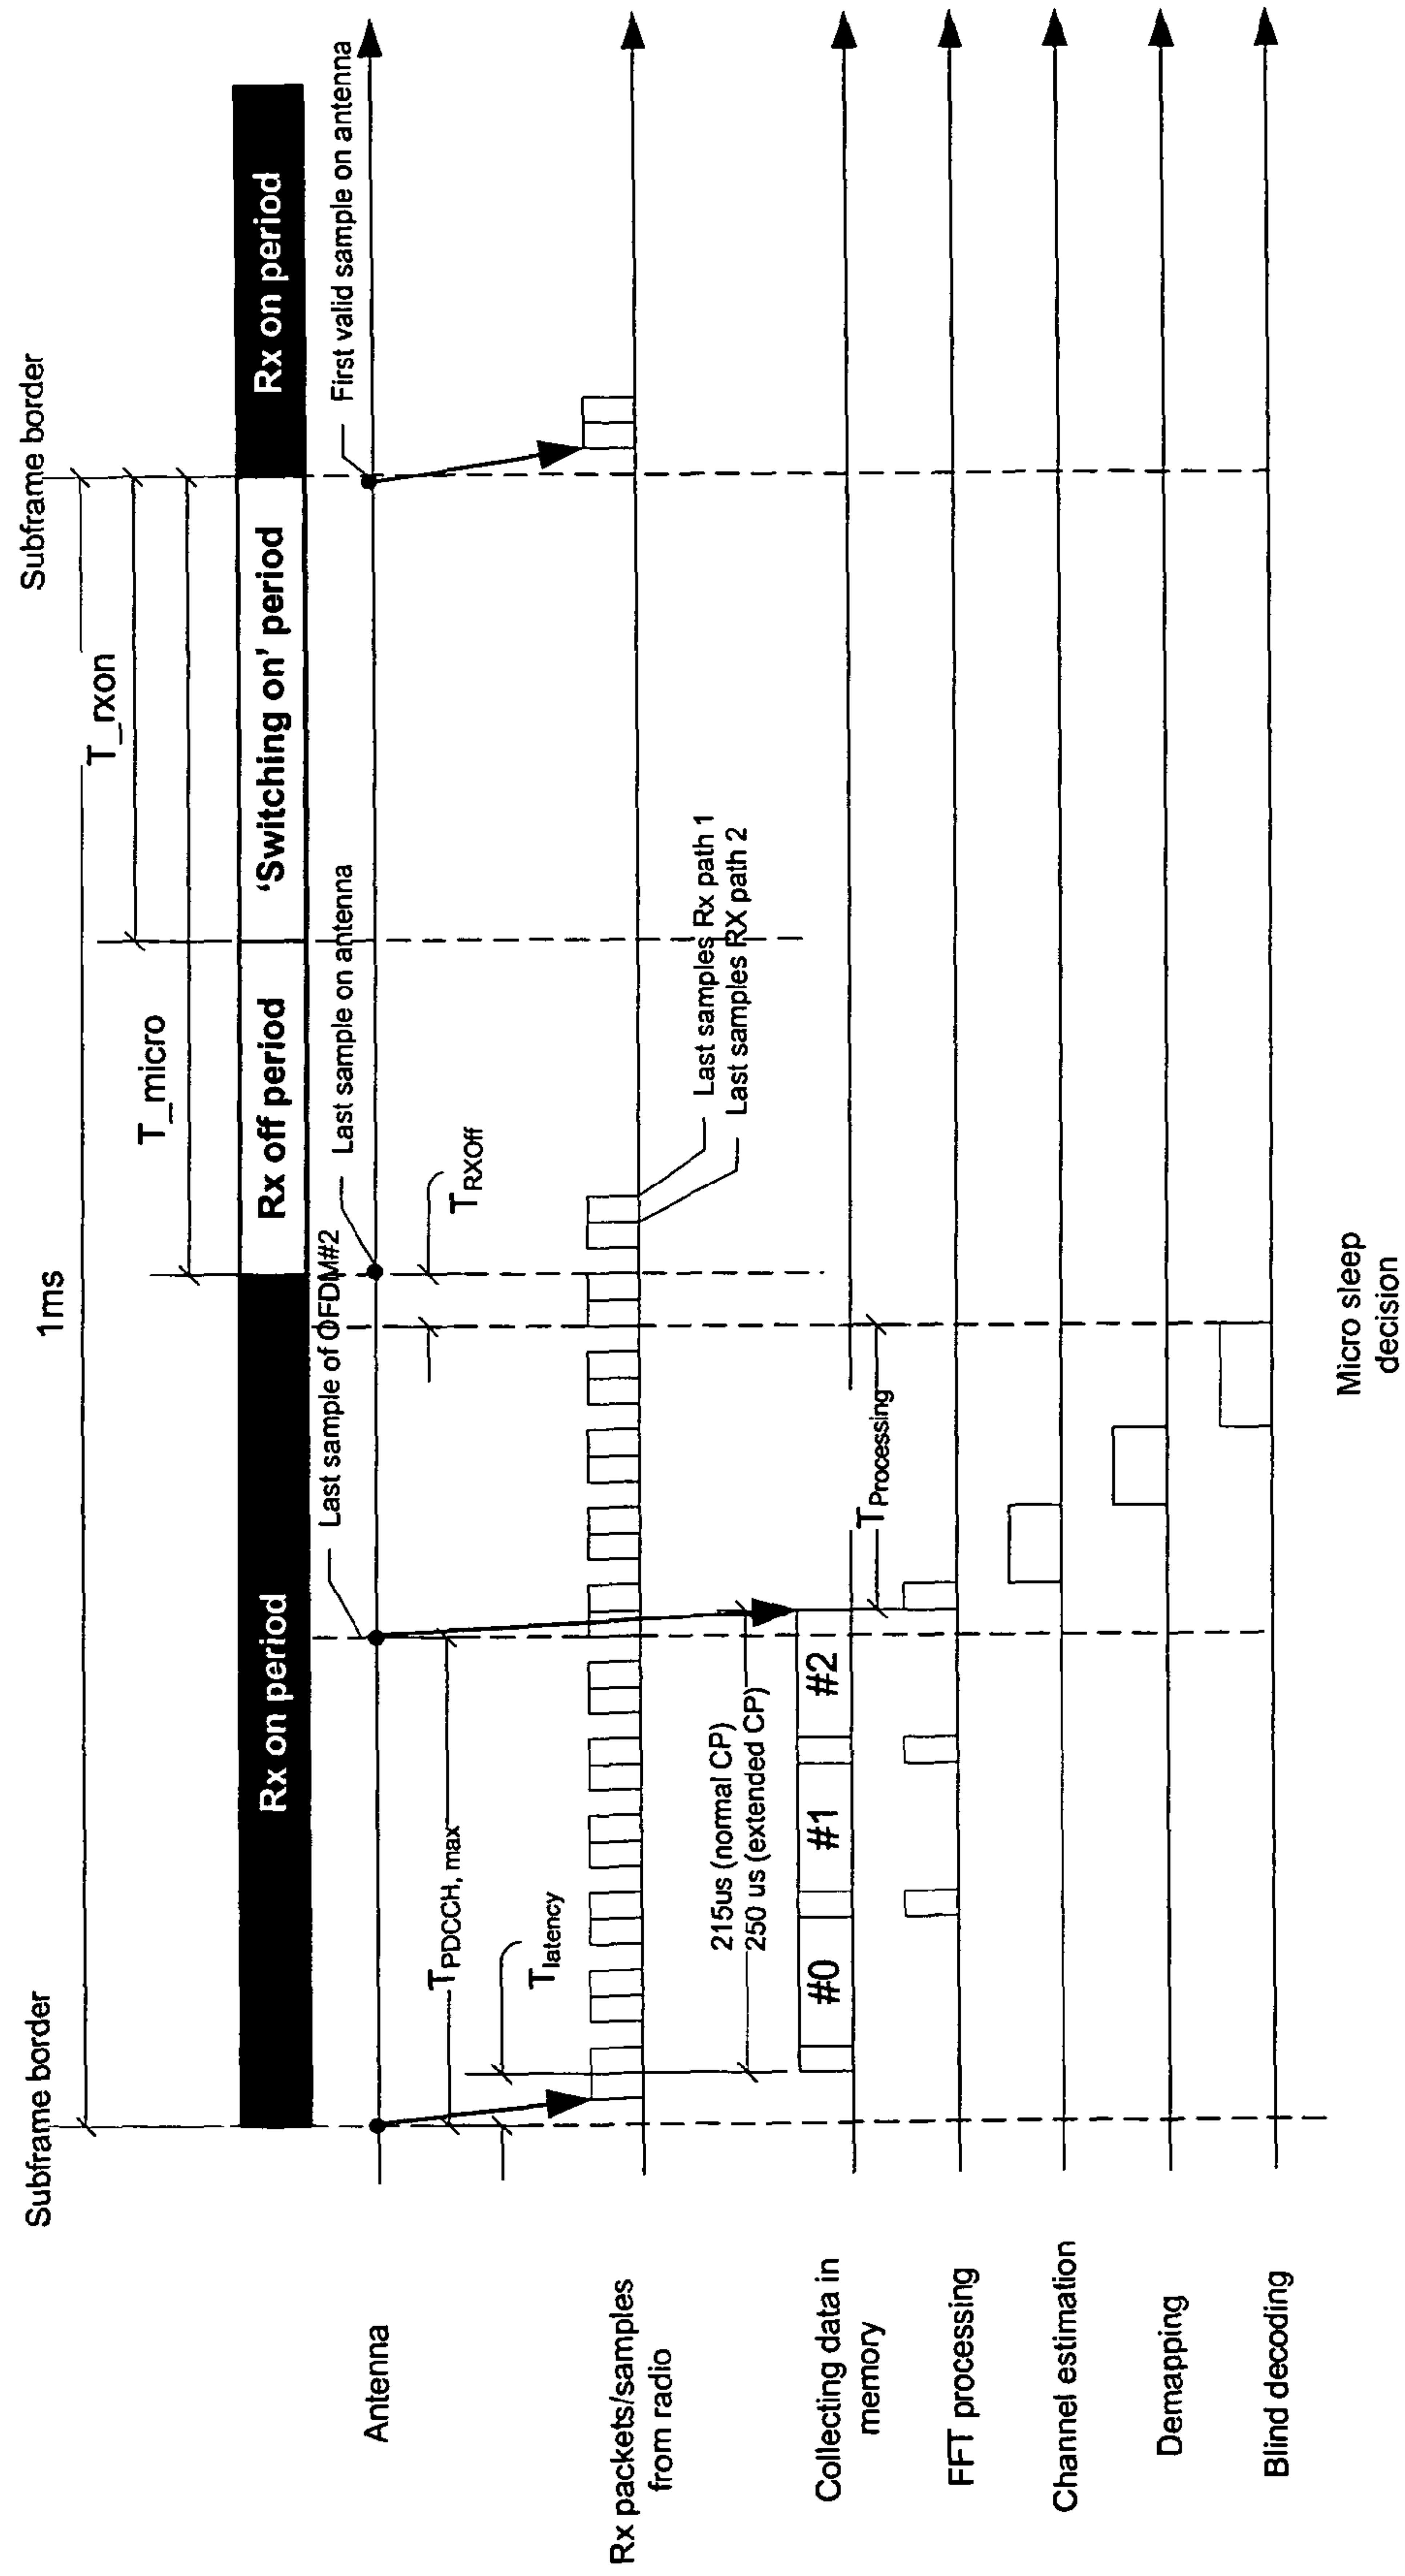 Subframe border
1ms
Subframe border
T_rxon
T_micro
Rx on period
Rx off period
'Switching on' period
Rx on period
Last sample of OFDM#2
Last sample on antenna
First valid sample on antenna
Antenna
TPDCCH, max
TRXOff
Tlatency
Rx packets/samples
from radio
Last samples Rx path 1
Last samples RX path 2
215us (normal CP)
250 us (extended CP)
Collecting data in
memory
#0
#1
#2
TProcessing
FFT processing
Channel estimation
Demapping
Blind decoding
Micro sleep
decision